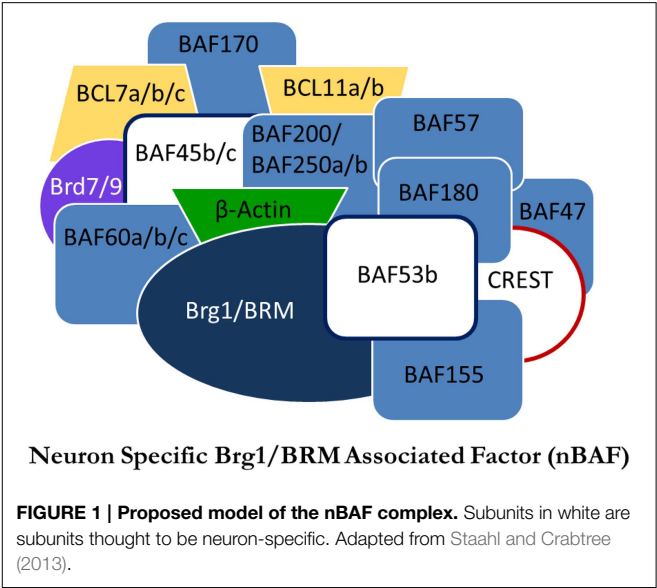 BAF170
BCL7a/b/c
BCL11a/b
BAF57
BAF200/
BAF250a/b
BAF45b/c
Brd7/9
BAF180
BAF47
β-Actin
BAF60a/b/c
BAF53b
CREST
Brg1/BRM
BAF155
Neuron Specific Brg1/BRM Associated Factor (nBAF)
FIGURE 1 | Proposed model of the nBAF complex. Subunits in white are
subunits thought to be neuron-specific. Adapted from Staahl and Crabtree
(2013).